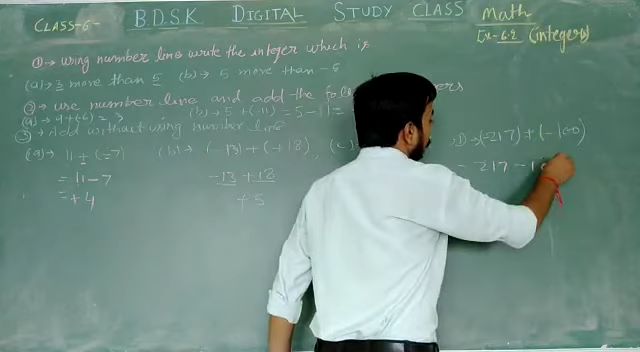 CLASS-6- BDSK DIGITAL STUDY CLASS Math
Ex-6.2 (integers)
①→ using number line write the integer which is
(a)→ 3 more than 5 (b)→ 5 more than -5
②→ use number line and add the
(a)→ (b)→ 5 + (-11) = 5-11=
③→ Add without using number line
(a)→ 11 + (-7) (b)→ (-13) + (+18) (-217) + (-100)
= 11-7 -13 + 18 - 217 - 1
= +4 +5